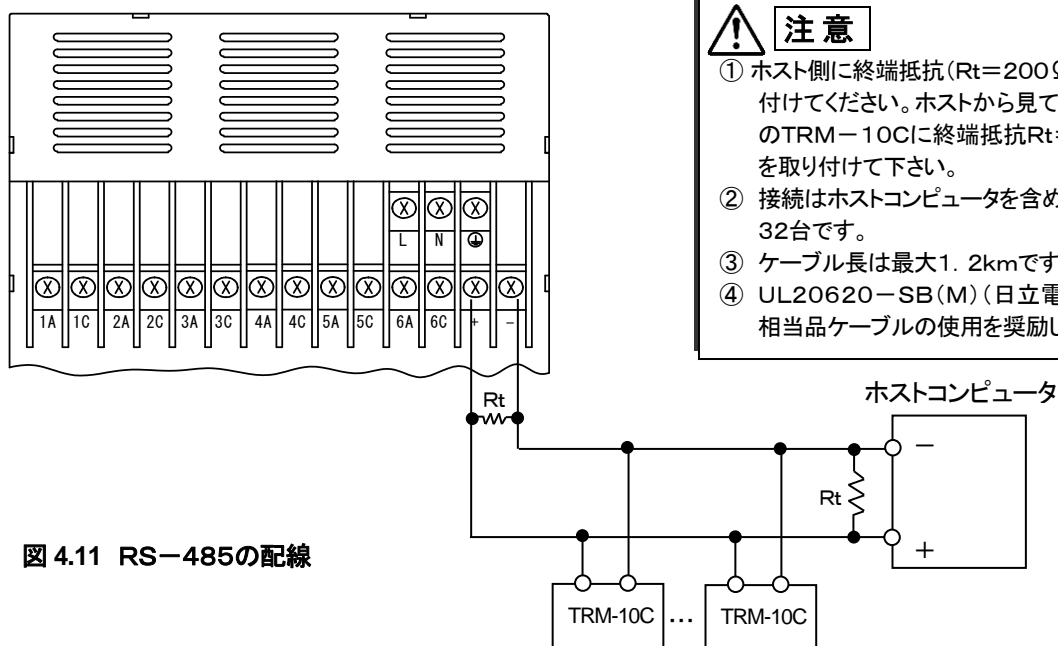 注意
① ホスト側に終端抵抗（Rt＝200Ω
付けてください。ホストから見て
のTRM－10Cに終端抵抗Rt＝
を取り付けて下さい。
② 接続はホストコンピュータを含め
32台です。
③ ケーブル長は最大1．2kmです
④ UL20620－SB（M）（日立電
相当品ケーブルの使用を奨励し
L N
1A 1C 2A 2C 3A 3C 4A 4C 5A 5C 6A 6C + −
Rt
ホストコンピュータ
−
Rt
+
図 4.11 RS－485の配線
TRM-10C ... TRM-10C